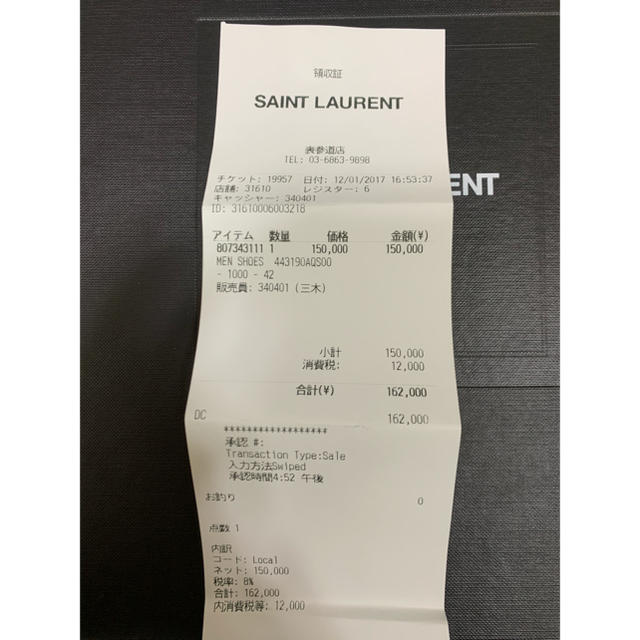 領収証
SAINT LAURENT
表参道店
TEL: 03-6863-9898
チケット: 19957 日付: 12/01/2017 16:53:37
店舗: 31610 レジスター: 6
キャッシャー: 340401
ID: 31610006003218
ENT
アイテム 数量 価格 金額(¥)
807343111 1 150,000 150,000
MEN SHOES 443190AQS00
- 1000 - 42
販売員: 340401 (三木)
小計 150,000
消費税: 12,000
合計(¥) 162,000
DC 162,000
******************
承認 #:
Transaction Type:Sale
入力方法Swiped
承認時間4:52 午後
お釣り 0
点数 1
内訳
コード: Local
ネット: 150,000
税率: 8%
合計: 162,000
内消費税等: 12,000